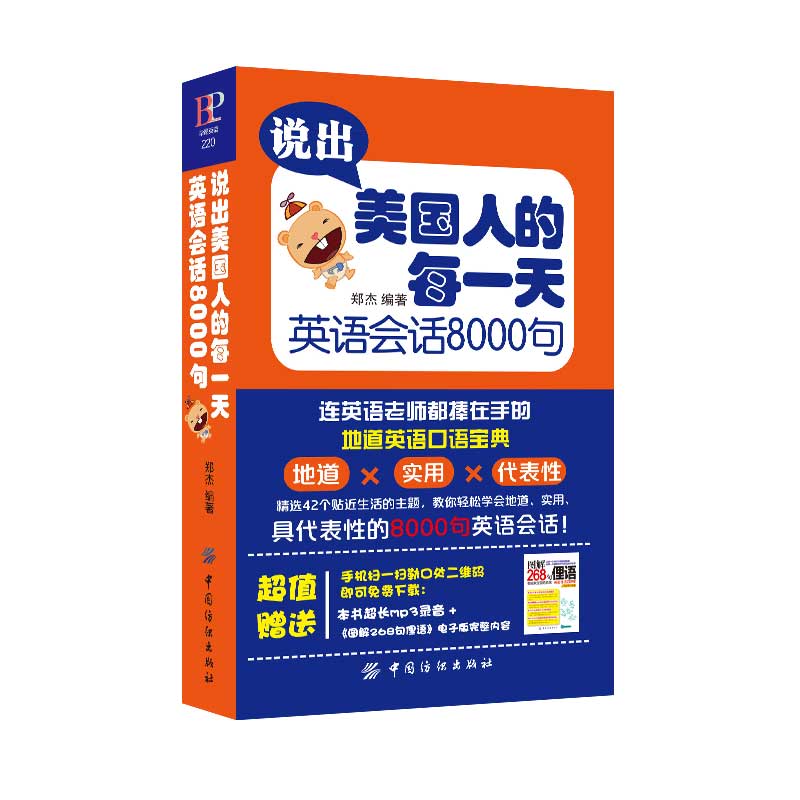 说出
美国人的
每一天
郑杰 编著
英语会话8000句
连英语老师都捧在手的
地道英语口语宝典
地道 × 实用 × 代表性
精选42个贴近生活的主题，教你轻松学会地道、实用、
具代表性的8000句英语会话！
超值
赠送
手机扫一扫勒口处二维码
即可免费下载：
本书超长mp3录音 +
《图解268句俚语》电子版完整内容
图解
268句
俚语
中国纺织出版社
220
说出美国人的每一天
英语会话8000句
郑杰 编著
中国纺织出版社